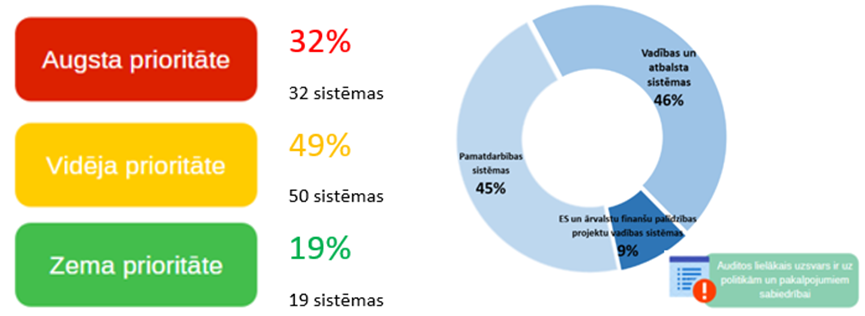 Augsta prioritāte
32%
32 sistēmas
Vidēja prioritāte
49%
50 sistēmas
Zema prioritāte
19%
19 sistēmas
Vadības un
atbalsta
sistēmas
46%
Pamatdarbības
sistēmas
45%
ES un ārvalstu finanšu palīdzības
projektu vadības sistēmas
9%
Auditos lielākais uzsvars ir uz
politikām un pakalpojumiem
sabiedrībai